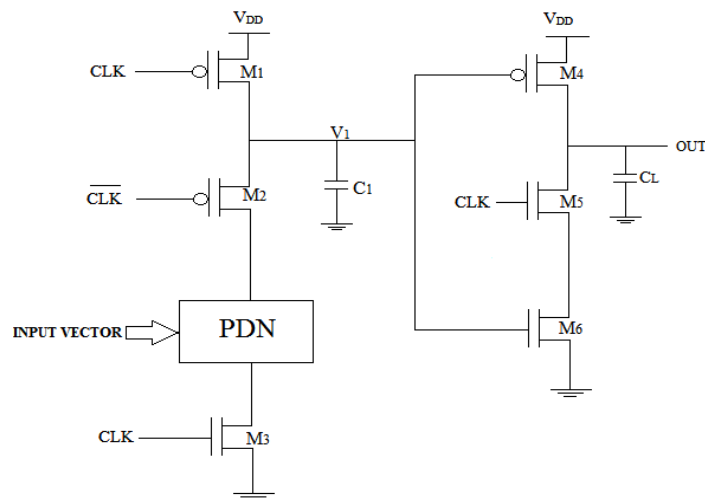 VDD
CLK
M1
V1
C1
CLK
M2
INPUT VECTOR
PDN
CLK
M3
VDD
M4
OUT
CL
CLK
M5
M6